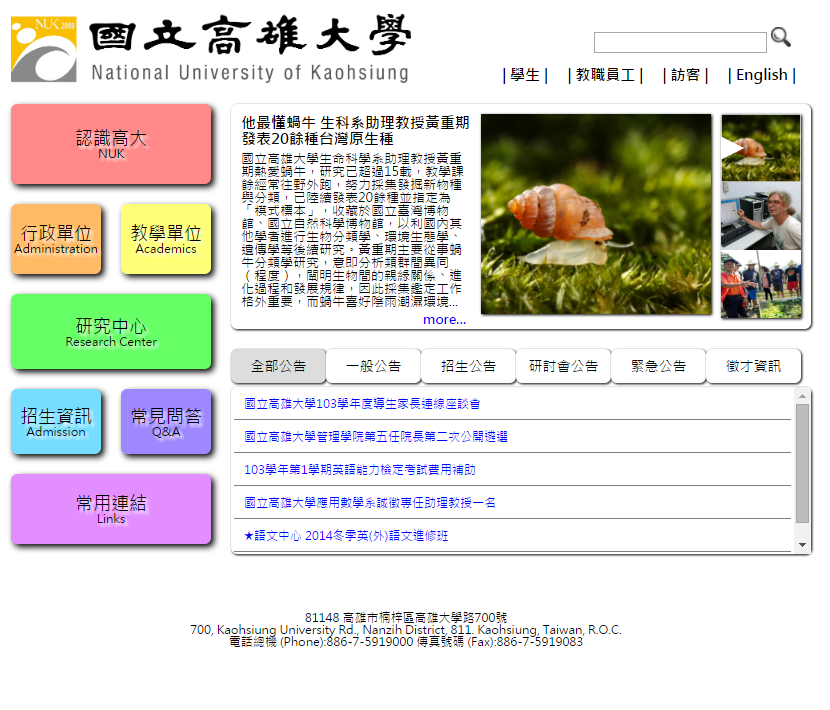 NUK 2000
國立高雄大學
National University of Kaohsiung
| 學生 | | 教職員工 | | 訪客 | | English |
認識高大
NUK
行政單位
Administration
教學單位
Academics
研究中心
Research Center
招生資訊
Admission
常見問答
Q&A
常用連結
Links
他最懂蝸牛 生科系助理教授黃重期
發表20餘種台灣原生種
國立高雄大學生命科學系助理教授黃重
期熱愛蝸牛，研究已超過15載，教學課
餘經常往野外跑，努力採集發掘新物種
與分類，已陸續發表20餘種並指定為
「模式標本」，收藏於國立臺灣博物
館、國立自然科學博物館，以利國內其
他學者進行生物分類學、環境生態學、
遺傳學等後續研究。黃重期主要從事蝸
牛分類學研究，意即分析類群間異同
（程度），闡明生物間的親緣關係、進
化過程和發展規律，因此採集鑑定工作
格外重要，而蝸牛喜好陰雨潮濕環境...
more...
全部公告
一般公告
招生公告
研討會公告
緊急公告
徵才資訊
國立高雄大學103學年度導生家長連線座談會
國立高雄大學管理學院第五任院長第二次公開遴選
103學年第1學期英語能力檢定考試費用補助
國立高雄大學應用數學系誠徵專任助理教授一名
★語文中心 2014冬季英(外)語文進修班
81148 高雄市楠梓區高雄大學路700號
700, Kaohsiung University Rd., Nanzih District, 811. Kaohsiung, Taiwan, R.O.C.
電話總機 (Phone):886-7-5919000 傳真號碼 (Fax):886-7-5919083